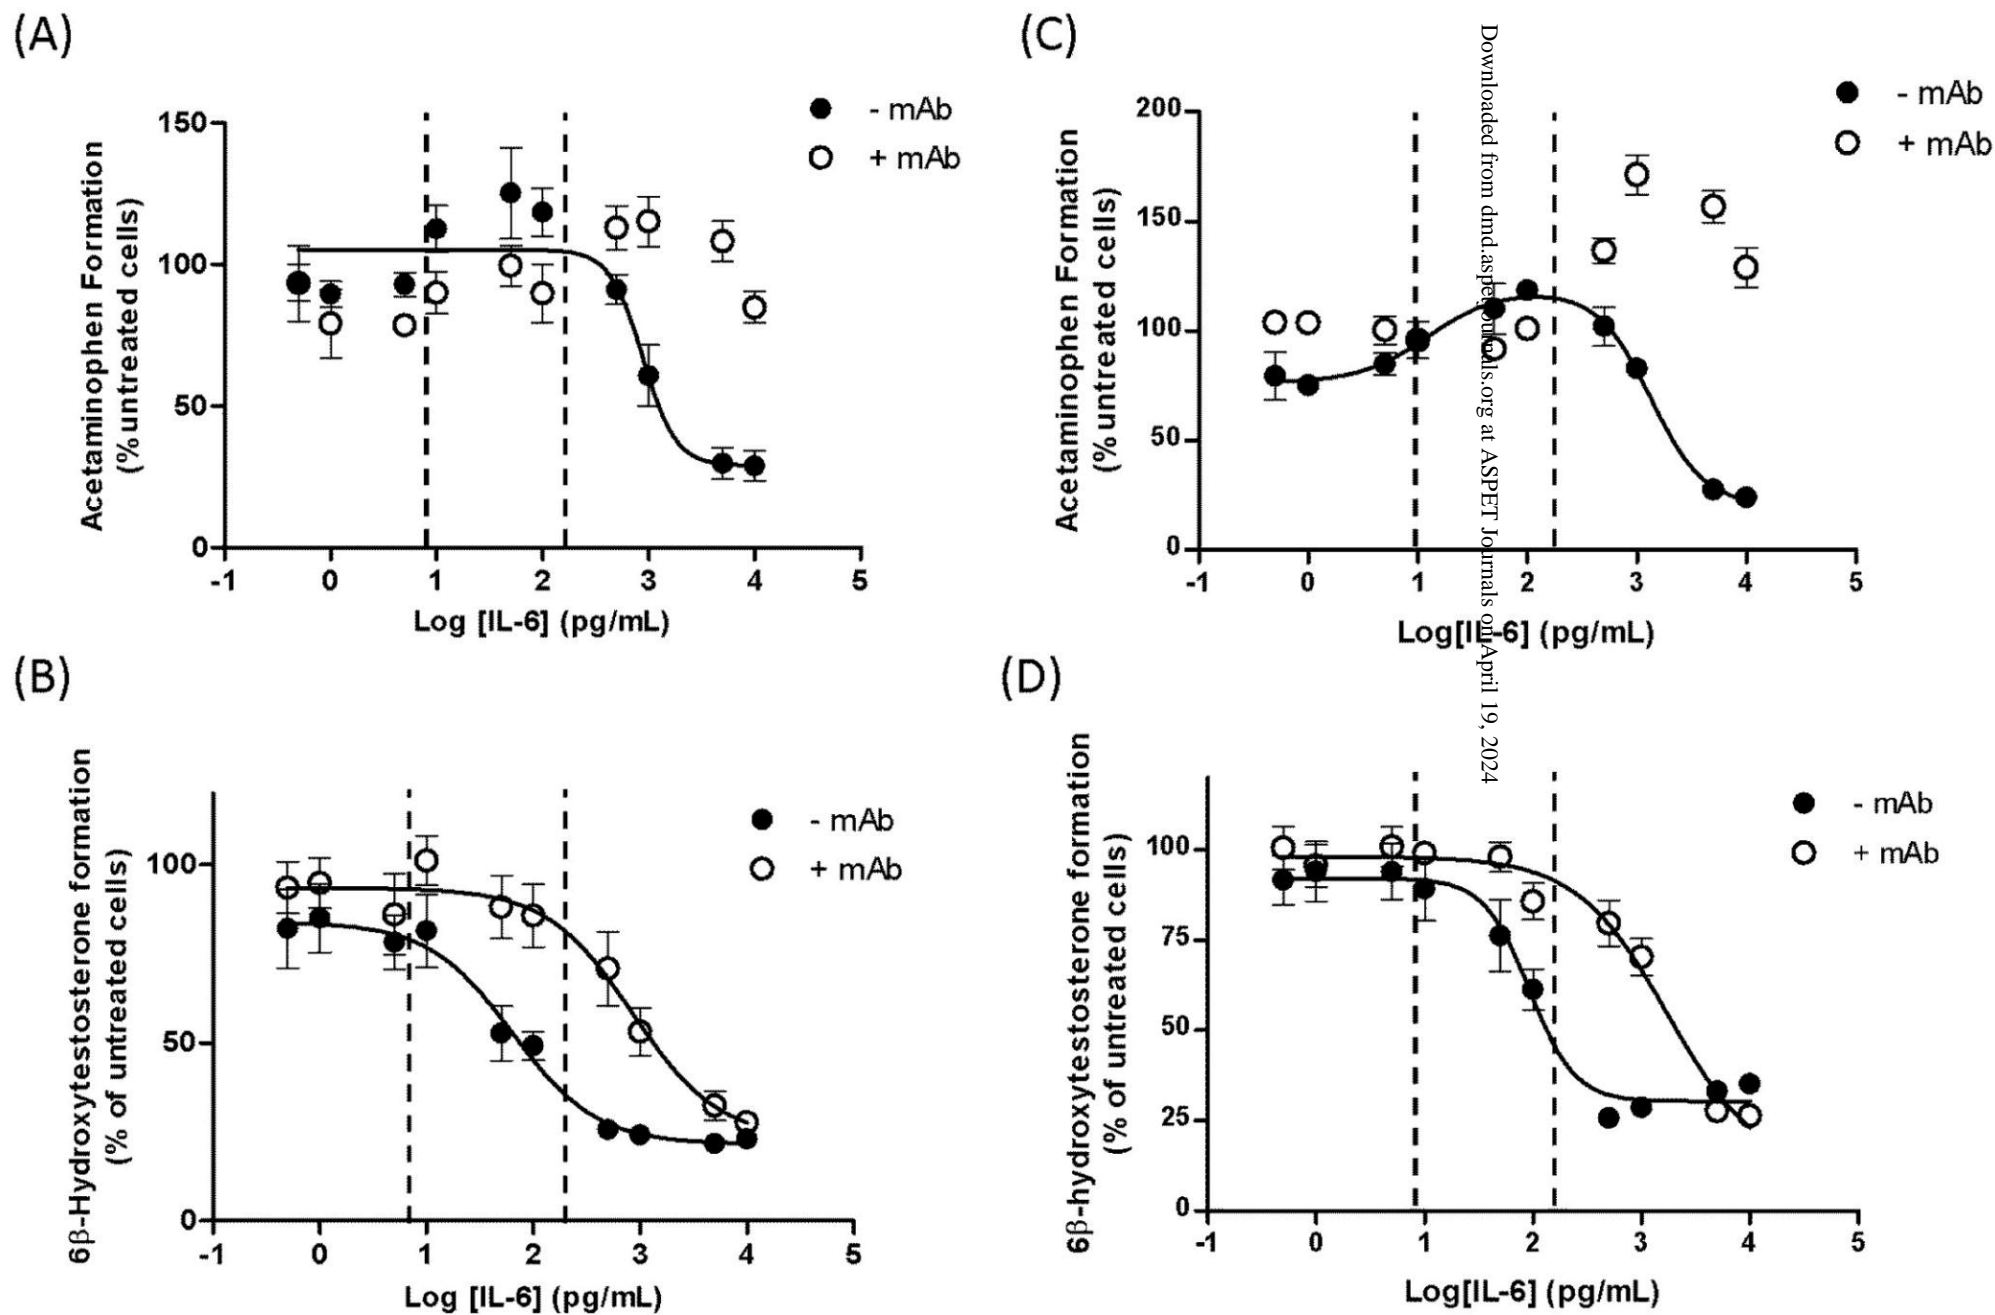 (A)
Acetaminophen Formation
(% untreated cells)
150
100
50
0
-1 0 1 2 3 4 5
Log [IL-6] (pg/mL)
- mAb
+ mAb
(C)
Acetaminophen Formation
(% untreated cells)
200
150
100
50
0
-1 0 1 2 3 4 5
Log[IL-6] (pg/mL)
- mAb
+ mAb
Downloaded from dmd.aspetjournals.org at ASPET Journals on April 19, 2024
(B)
6β-Hydroxytestosterone formation
(% of untreated cells)
100
50
0
-1 0 1 2 3 4 5
Log [IL-6] (pg/mL)
- mAb
+ mAb
(D)
6β-hydroxytestosterone formation
(% of untreated cells)
100
75
50
25
0
-1 0 1 2 3 4 5
Log[IL-6] (pg/mL)
- mAb
+ mAb